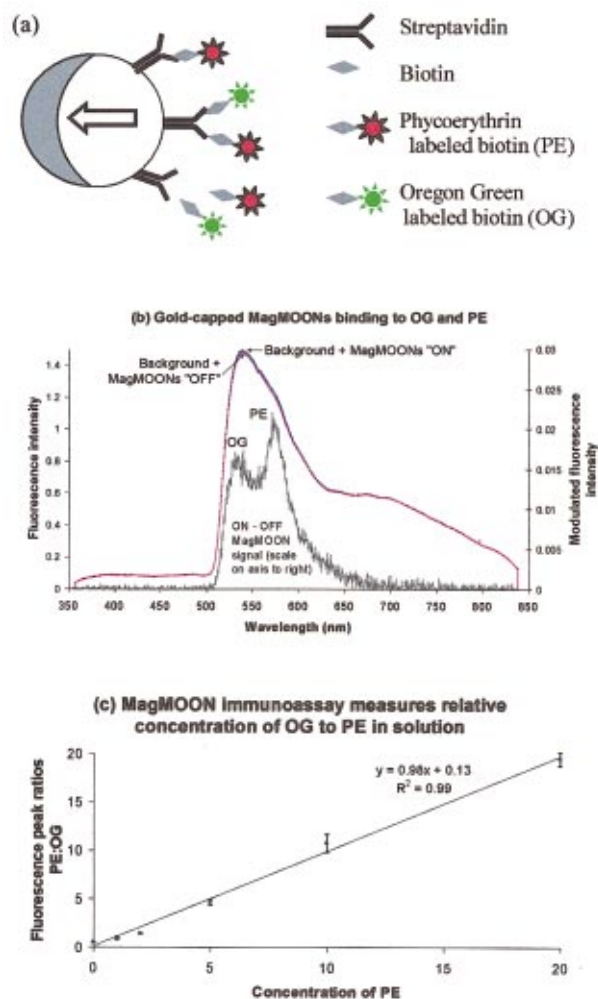 (a)
Streptavidin
Biotin
Phycoerythrin
labeled biotin (PE)
Oregon Green
labeled biotin (OG)
(b) Gold-capped MagMOONs binding to OG and PE
Background + MagMOONs "ON"
Background +
MagMOONs "OFF"
PE
OG
ON - OFF
MagMOON
signal (scale
on axis to right)
Fluorescence intensity
1.4
1.2
1
0.8
0.6
0.4
0.2
0
Modulated fluorescence
intensity
0.03
0.025
0.02
0.015
0.01
0.005
0
350 400 450 500 550 600 650 700 750 800 850
Wavelength (nm)
(c) MagMOON immunoassay measures relative
concentration of OG to PE in solution
y = 0.98x + 0.13
R² = 0.99
Fluorescence peak ratios
PE:OG
20
15
10
5
0
0 5 10 15 20
Concentration of PE